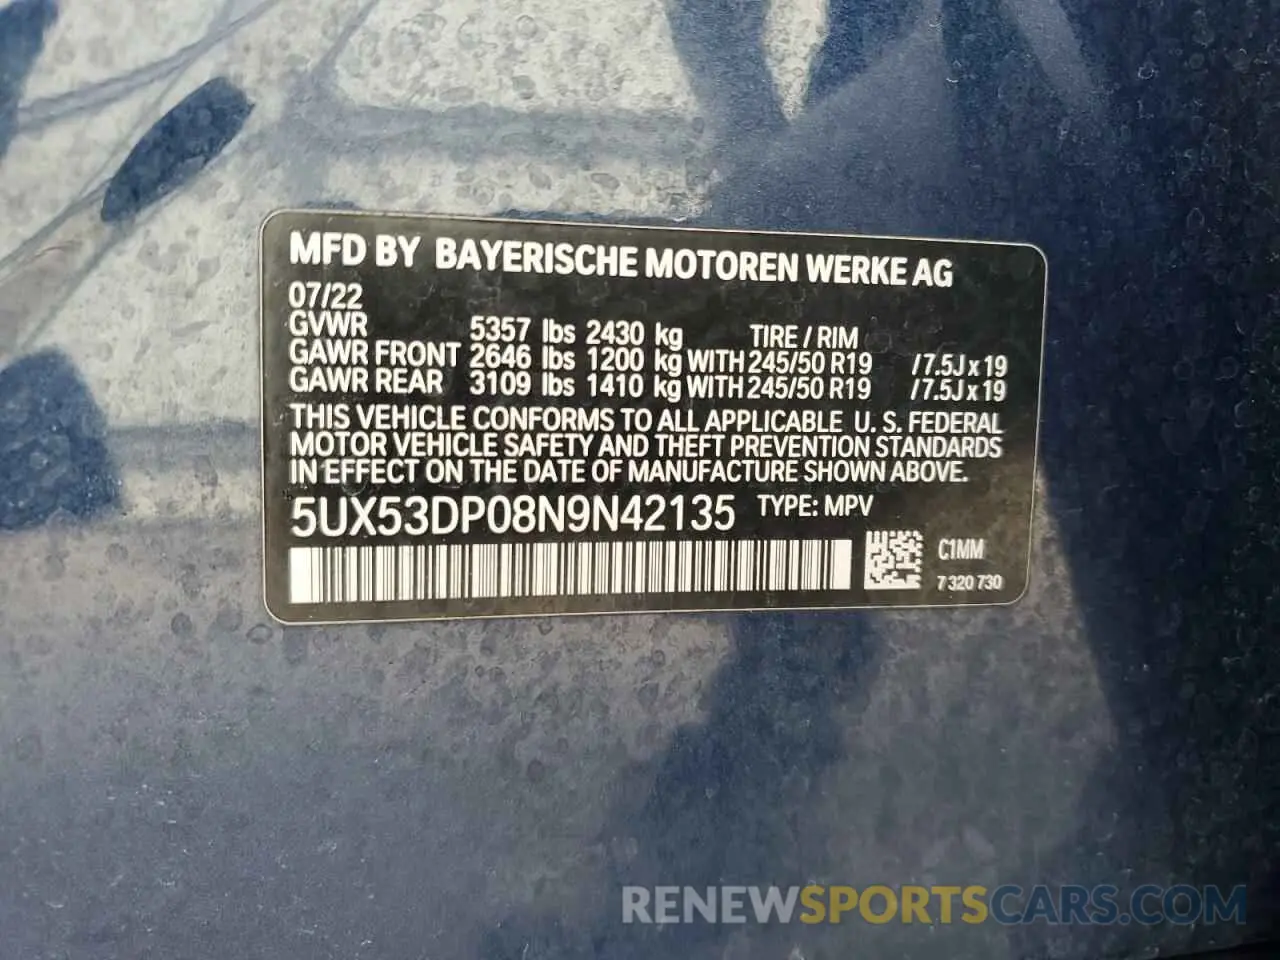 MFD BY BAYERISCHE MOTOREN WERKE AG
07/22
GVWR 5357 lbs 2430 kg TIRE / RIM
GAWR FRONT 2646 lbs 1200 kg WITH 245/50 R19 /7.5J x 19
GAWR REAR 3109 lbs 1410 kg WITH 245/50 R19 /7.5J x 19
THIS VEHICLE CONFORMS TO ALL APPLICABLE U. S. FEDERAL
MOTOR VEHICLE SAFETY AND THEFT PREVENTION STANDARDS
IN EFFECT ON THE DATE OF MANUFACTURE SHOWN ABOVE.
5UX53DP08N9N42135 TYPE: MPV
C1MM
7 320 730
RENEWSPORTSCARS.COM